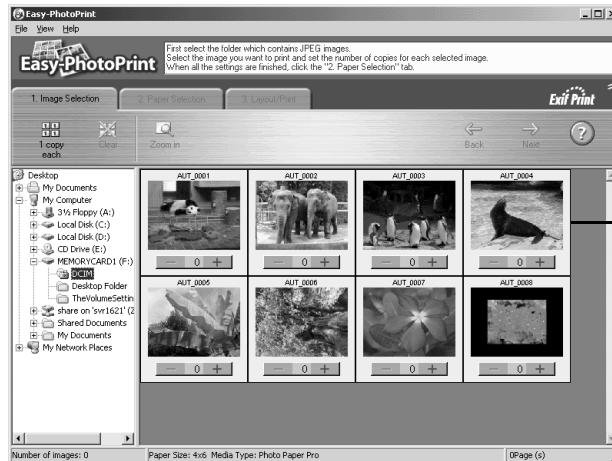 Easy-PhotoPrint
File View Help
Easy-PhotoPrint
First select the folder which contains JPEG images.
Select the image you want to print and set the number of copies for each selected image.
When all the settings are finished, click the "2. Paper Selection" tab.
1. Image Selection
2. Paper Selection
3. Layout/Print
Exif Print
1 copy
each
Clear
Zoom in
Back
Next
?
Desktop
My Documents
My Computer
3½ Floppy (A:)
Local Disk (C:)
Local Disk (D:)
CD Drive (E:)
MEMORYCARD1 (F:)
DCIM
Desktop Folder
TheVolumeSettin
share on 'svr1621' (Z
Shared Documents
My Documents
My Network Places
AUT_0001
AUT_0002
AUT_0003
AUT_0004
0
0
0
0
AUT_0005
AUT_0006
AUT_0007
AUT_0008
0
0
0
0
Number of images: 0
Paper Size: 4x6 Media Type: Photo Paper Pro
0Page (s)